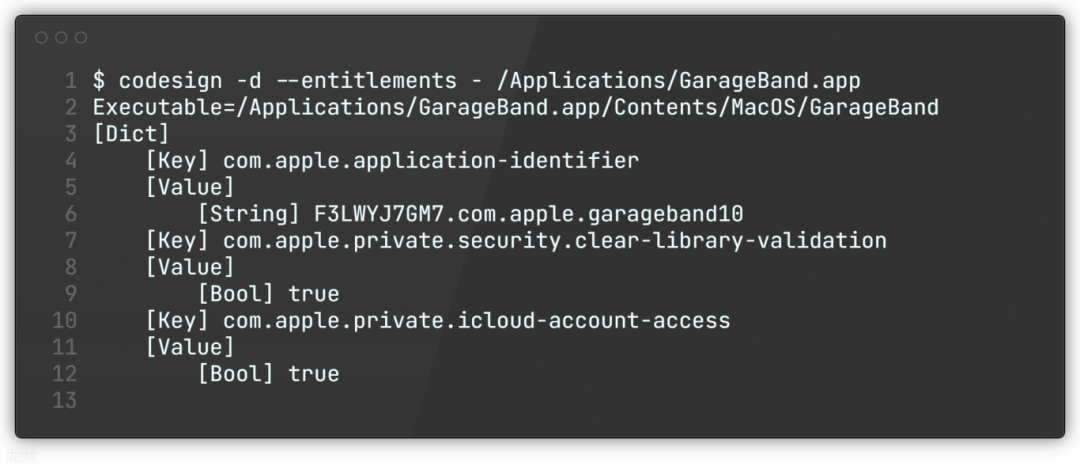 1 $ codesign -d --entitlements - /Applications/GarageBand.app
2 Executable=/Applications/GarageBand.app/Contents/MacOS/GarageBand
3 [Dict]
4 [Key] com.apple.application-identifier
5 [Value]
6 [String] F3LWYJ7GM7.com.apple.garageband10
7 [Key] com.apple.private.security.clear-library-validation
8 [Value]
9 [Bool] true
10 [Key] com.apple.private.icloud-account-access
11 [Value]
12 [Bool] true
13